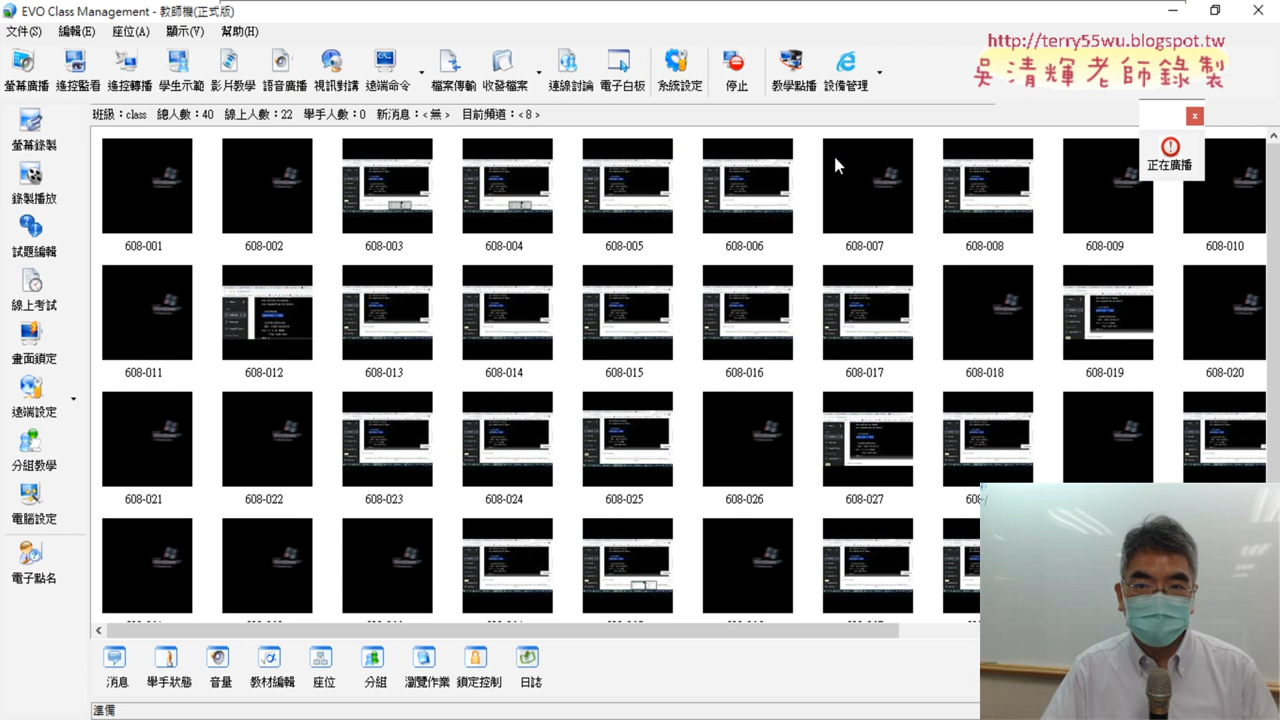 EVO Class Management - 教師機(正式版)
文件(S) 編輯(E) 座位(A) 顯示(V) 幫助(H)
http://terry55wu.blogspot.tw
吳清輝老師錄製
螢幕廣播 遙控監看 遙控轉播 學生示範 影片教學 語音廣播 視訊對講 遠端命令 檔案傳輸 收發檔案 連線討論 電子白板 系統設定 停止 教學點播 設備管理
班級：class 總人數：40 線上人數：22 舉手人數：0 新消息：<無> 目前頻道：<8>
正在廣播
螢幕錄製
錄製播放
試題編輯
線上考試
畫面鎖定
遠端設定
分組教學
電腦設定
電子點名
608-001 608-002 608-003 608-004 608-005 608-006 608-007 608-008 608-009 608-010
608-011 608-012 608-013 608-014 608-015 608-016 608-017 608-018 608-019 608-020
608-021 608-022 608-023 608-024 608-025 608-026 608-027
消息 舉手狀態 音量 教材編輯 座位 分組 瀏覽作業 鎖定控制 日誌
準備